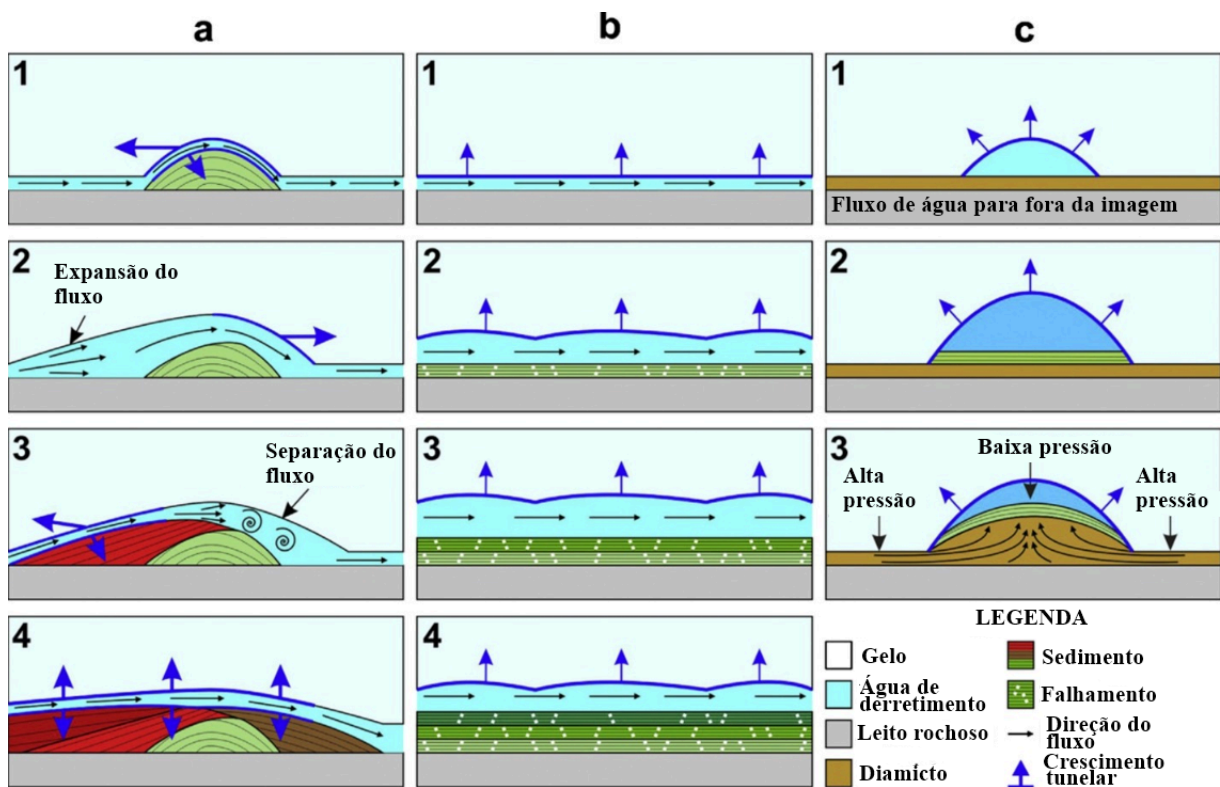 a
b
c
1
1
1
Fluxo de água para fora da imagem
2
Expansão do
fluxo
2
2
3
Separação do
fluxo
3
3
Baixa pressão
Alta
pressão
Alta
pressão
4
4
LEGENDA
Gelo
Água de
derretimento
Leito rochoso
Diamícto
Sedimento
Falhamento
Direção do
fluxo
Crescimento
tunelar